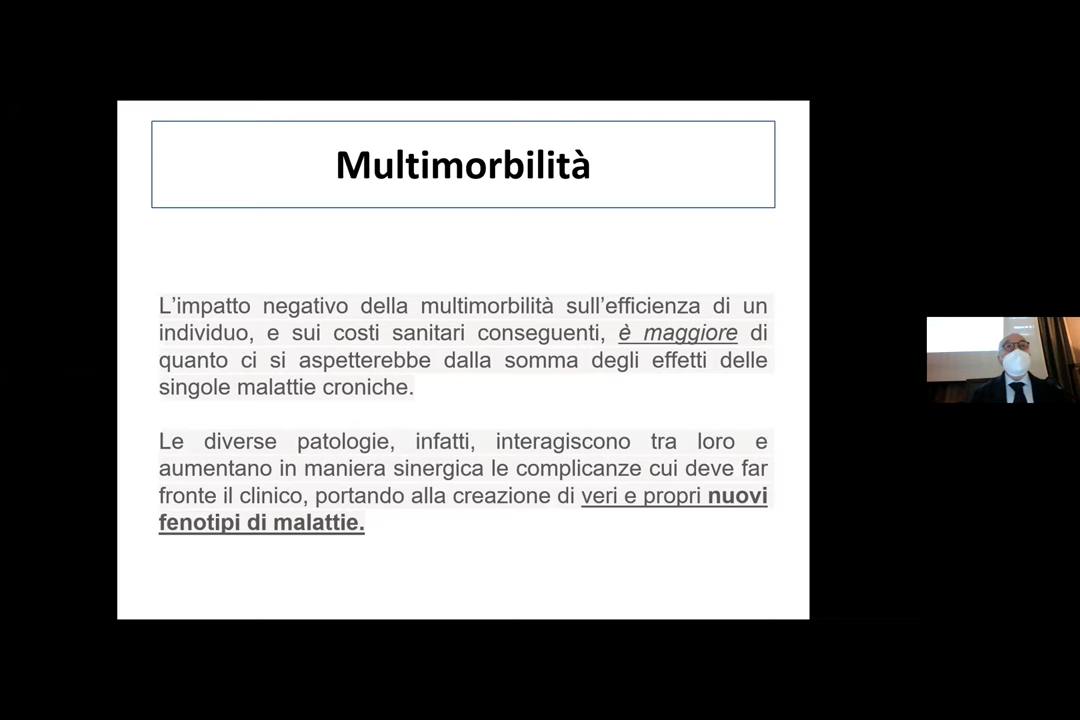 Multimorbilità
L’impatto negativo della multimorbilità sull’efficienza di un
individuo, e sui costi sanitari conseguenti, è maggiore di
quanto ci si aspetterebbe dalla somma degli effetti delle
singole malattie croniche.
Le diverse patologie, infatti, interagiscono tra loro e
aumentano in maniera sinergica le complicanze cui deve far
fronte il clinico, portando alla creazione di veri e propri nuovi
fenotipi di malattie.